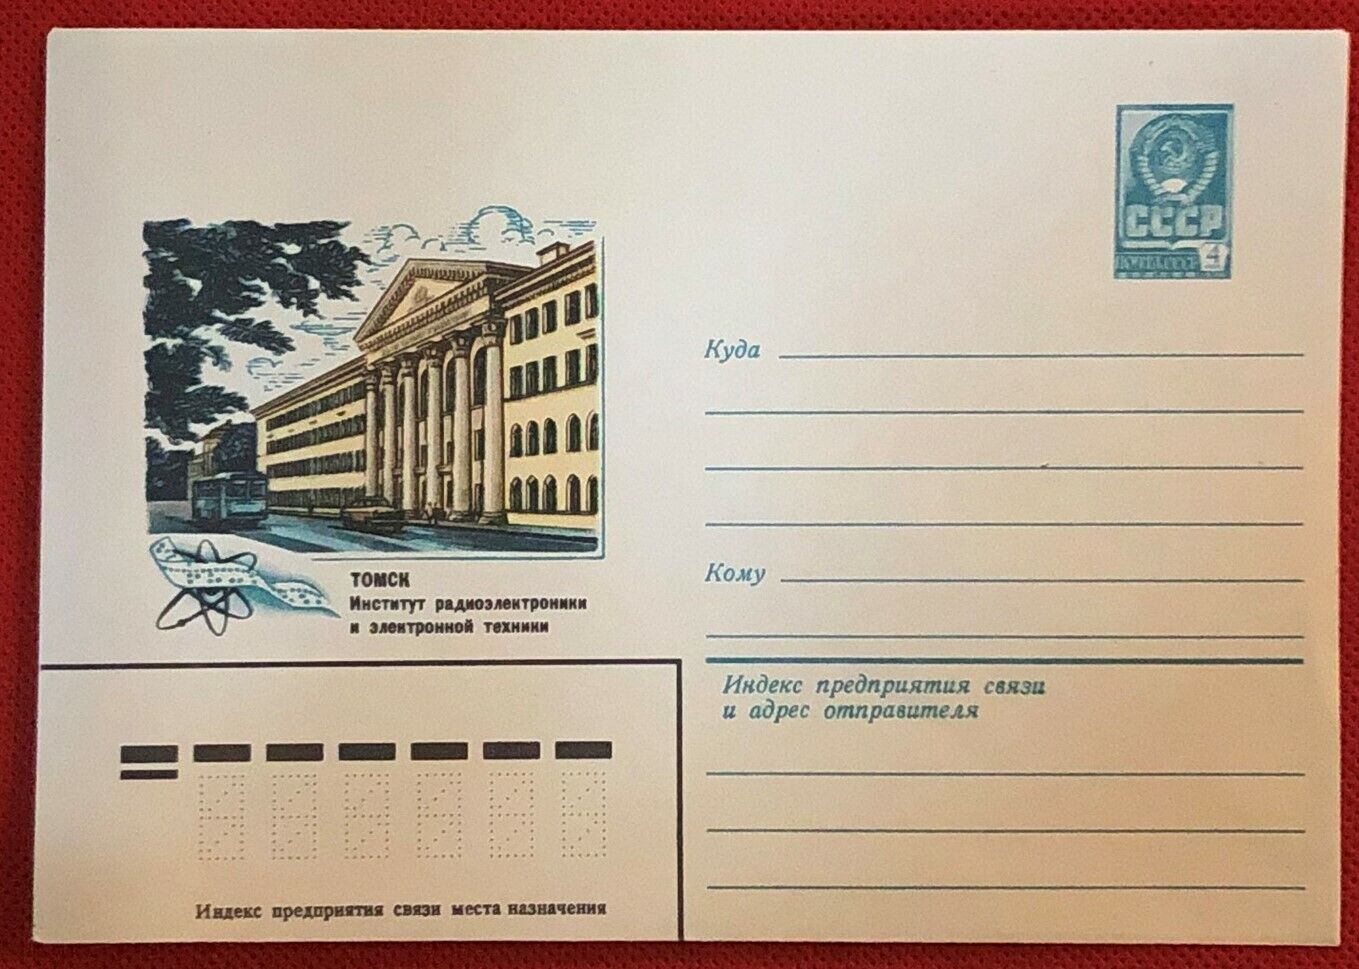 СССР
4
Куда
Кому
ТОМСК
Институт радиоэлектроники
и электронной техники
Индекс предприятия связи
и адрес отправителя
Индекс предприятия связи места назначения